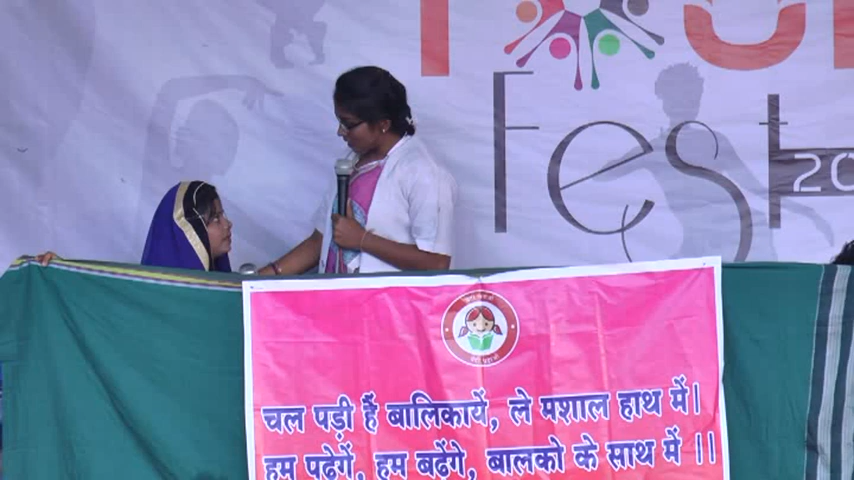 Fest
20
चल पड़ी हैं बालिकायें, ले मशाल हाथ में।
हम पढेगें, हम बढेंगे, बालको के साथ में ।।